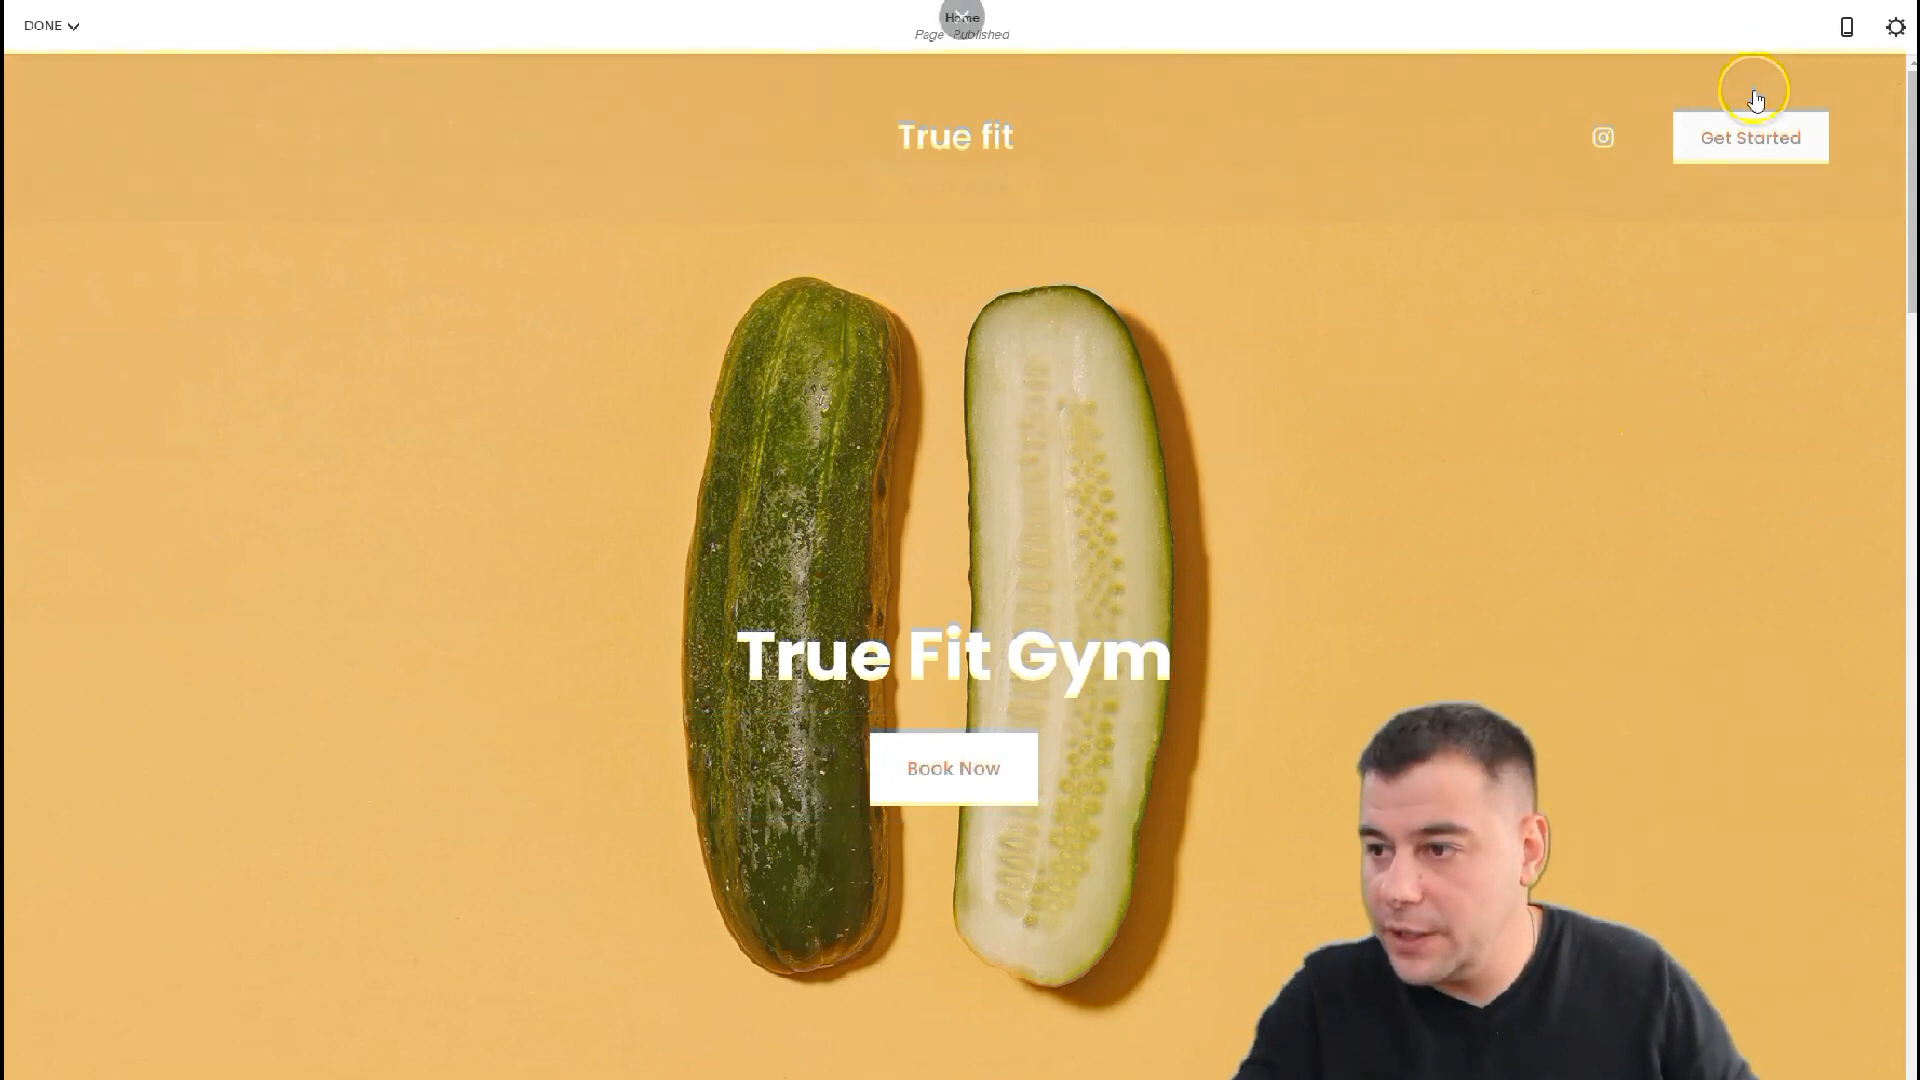 DONE
Home
Page - Published
True fit
Get Started
True Fit Gym
Book Now